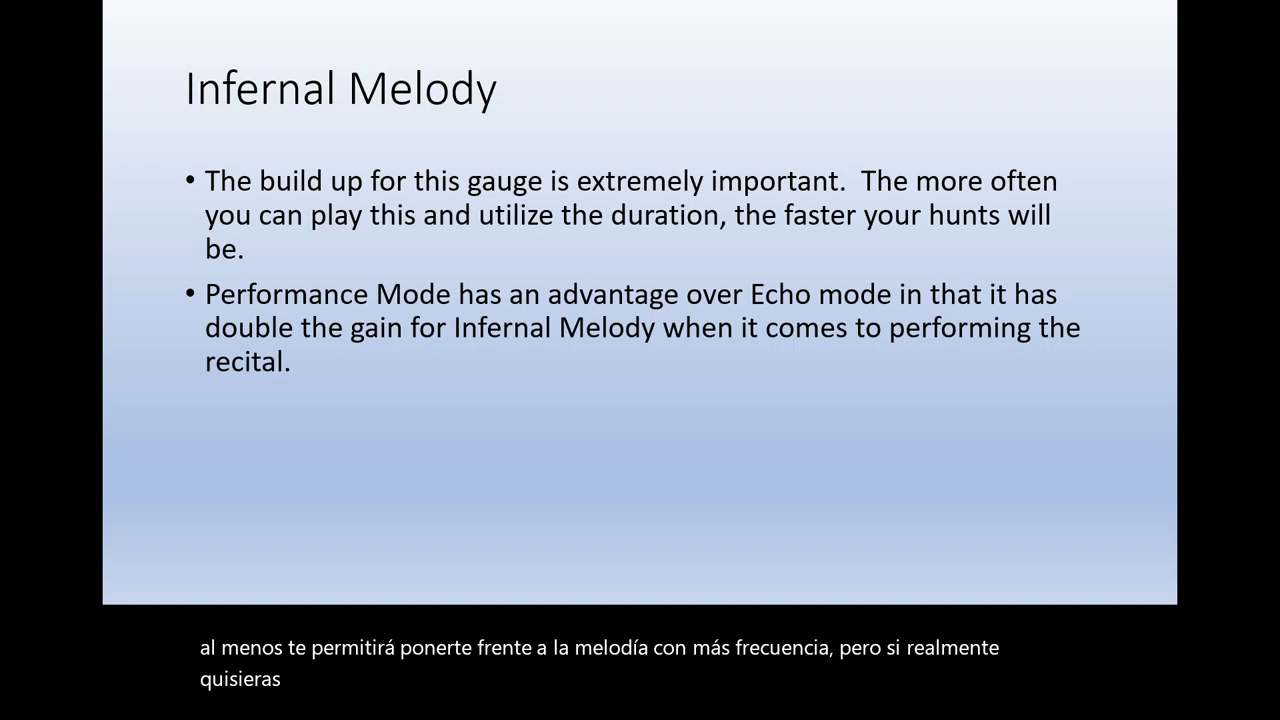 Infernal Melody
• The build up for this gauge is extremely important.  The more often
you can play this and utilize the duration, the faster your hunts will
be.
• Performance Mode has an advantage over Echo mode in that it has
double the gain for Infernal Melody when it comes to performing the
recital.
al menos te permitirá ponerte frente a la melodía con más frecuencia, pero si realmente
quisieras